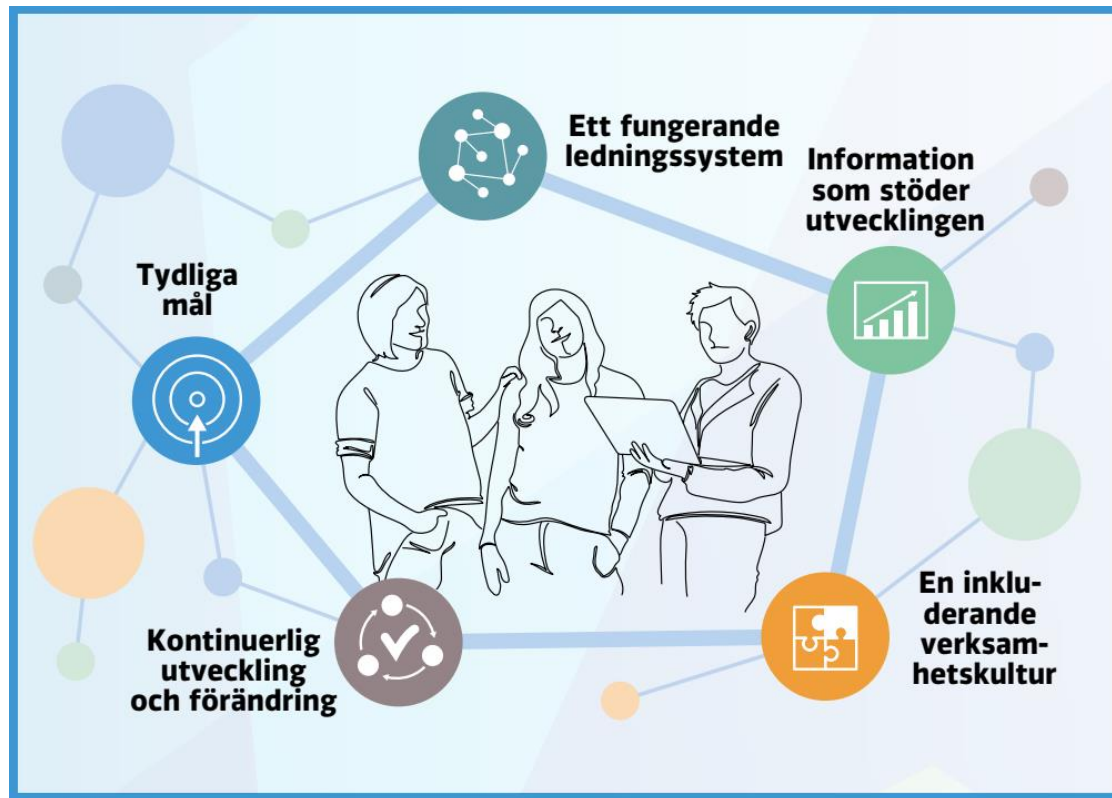 Ett fungerande
ledningssystem
Information
som stöder
utvecklingen
Tydliga
mål
En inklu-
derande
verksam-
hetskultur
Kontinuerlig
utveckling
och förändring